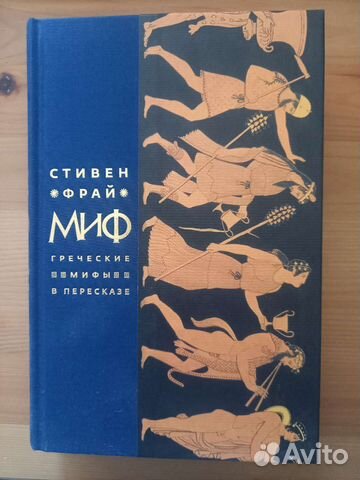 СТИВЕН
ФРАЙ
МИФ
ГРЕЧЕСКИЕ
МИФЫ
В ПЕРЕСКАЗЕ
Avito